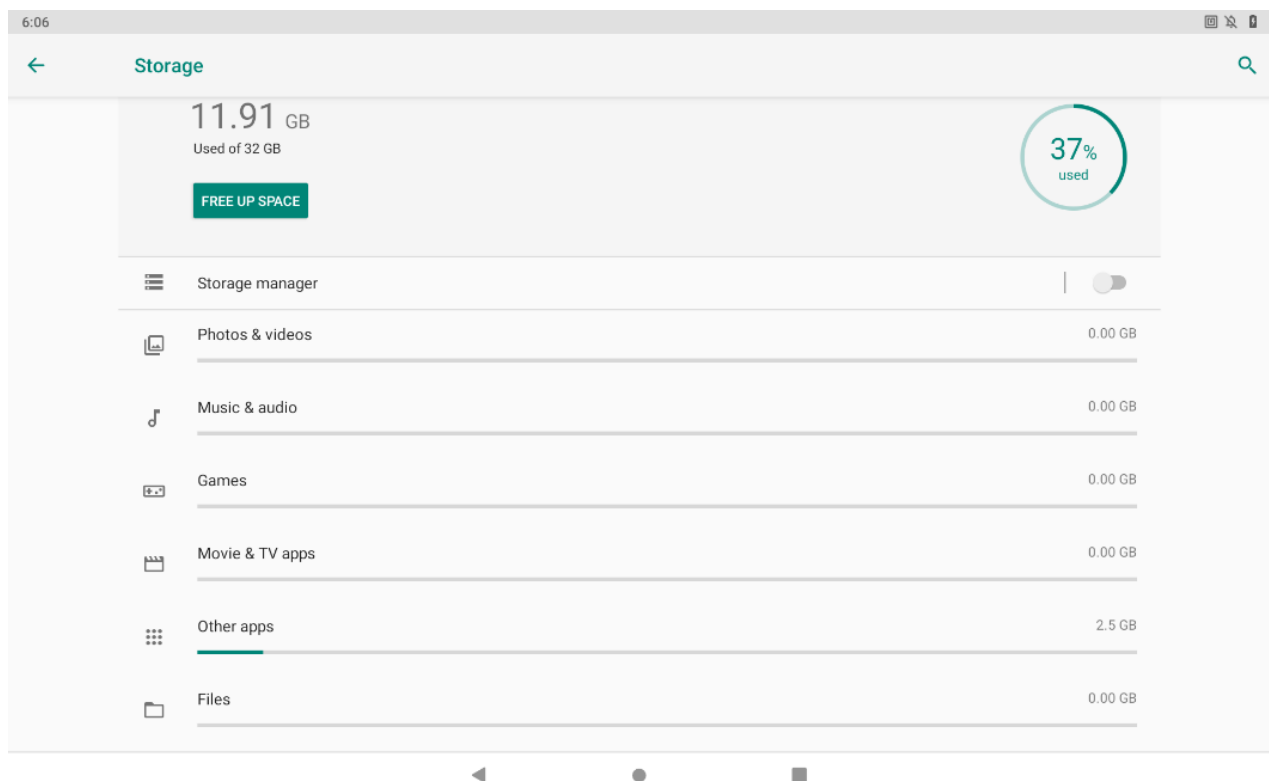 6:06
Storage
11.91 GB
Used of 32 GB
37%
used
FREE UP SPACE
Storage manager
Photos & videos 0.00 GB
Music & audio 0.00 GB
Games 0.00 GB
Movie & TV apps 0.00 GB
Other apps 2.5 GB
Files 0.00 GB